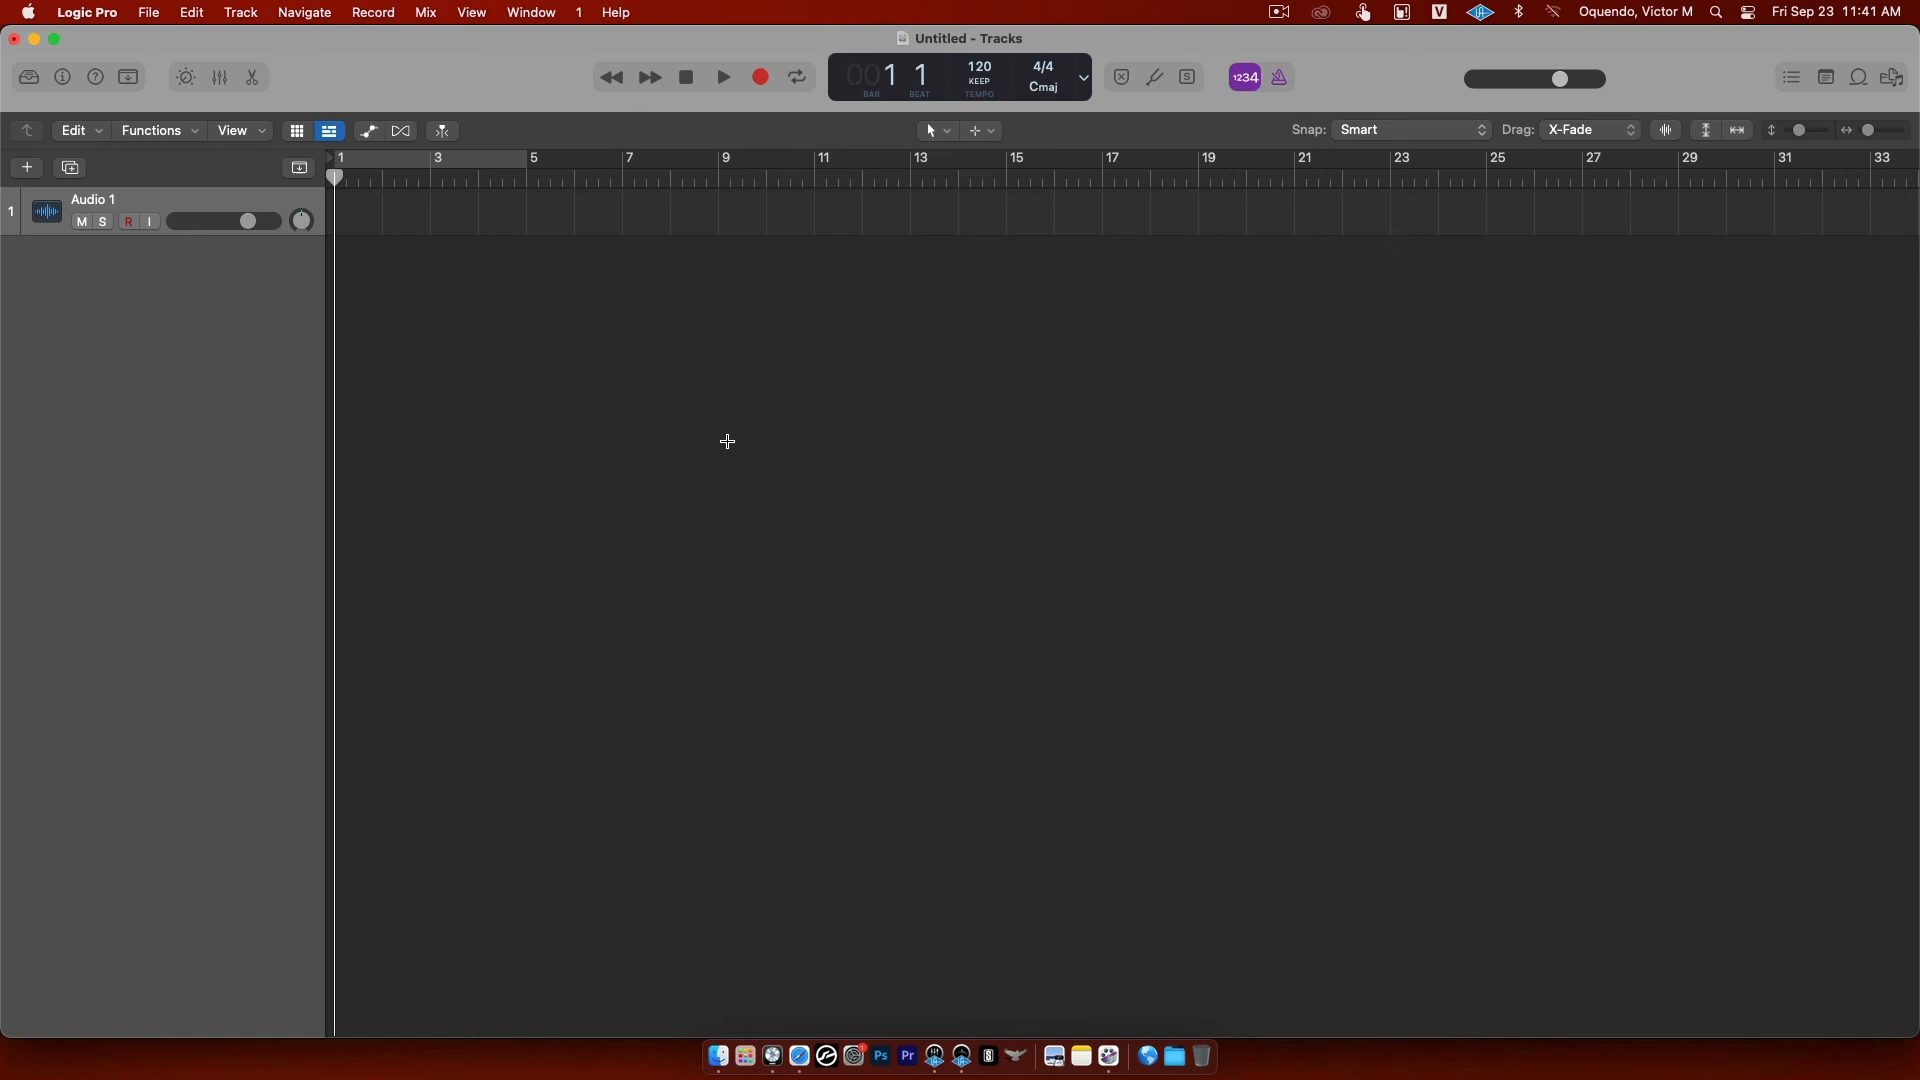 Logic Pro File Edit Track Navigate Record Mix View Window 1 Help V Oquendo, Victor M Fri Sep 23 11:41 AM
Untitled - Tracks
001 1 120 4/4
KEEP Cmaj
BAR BEAT TEMPO
S 1234
Edit Functions View Snap: Smart Drag: X-Fade
1 3 5 7 9 11 13 15 17 19 21 23 25 27 29 31 33
1 Audio 1
M S R I
Ps Pr